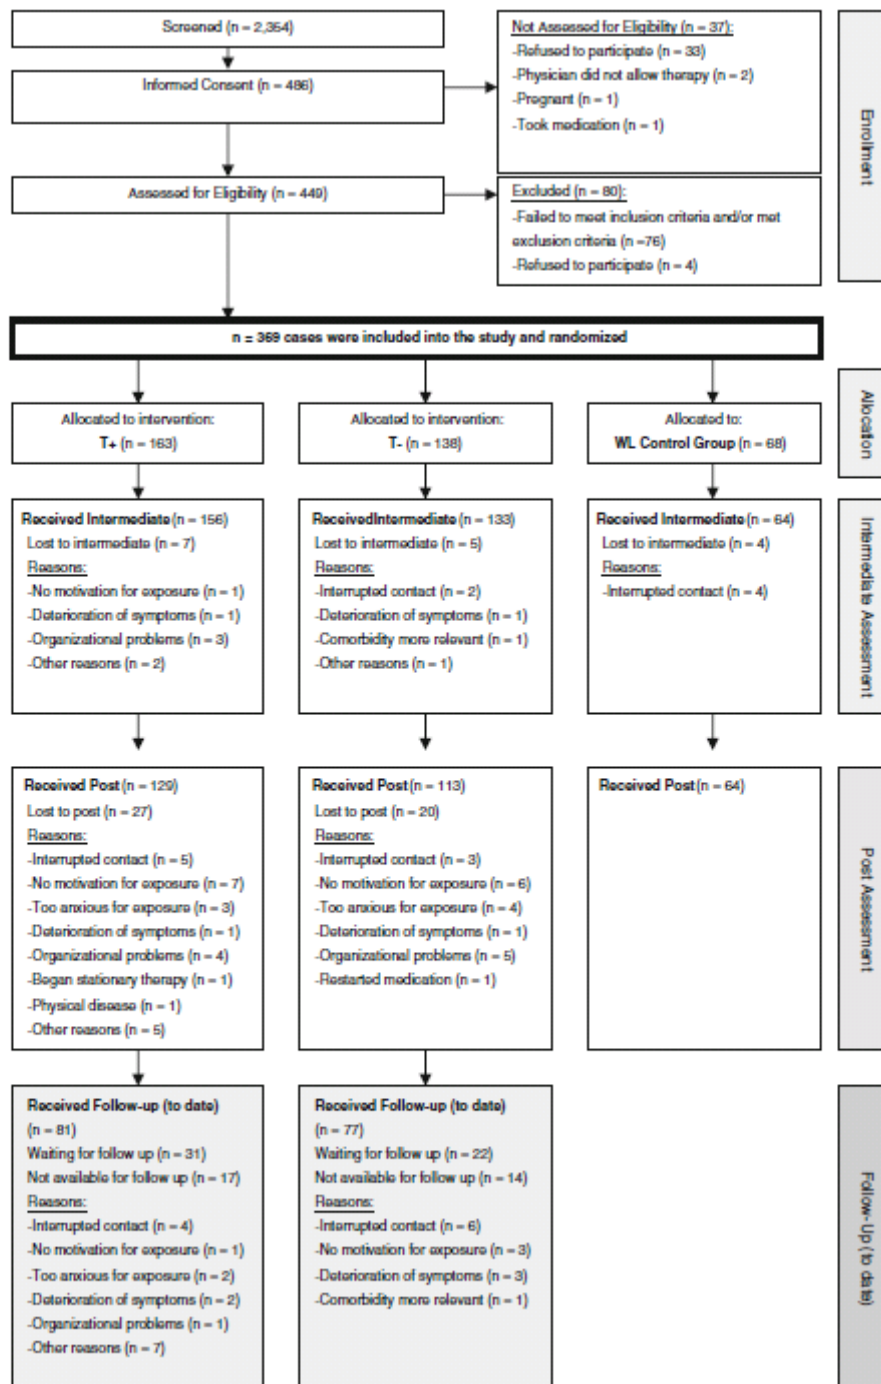 Screened (n = 2,354)
Not Assessed for Eligibility (n = 37):
-Refused to participate (n = 33)
-Physician did not allow therapy (n = 2)
-Pregnant (n = 1)
-Took medication (n = 1)
Informed Consent (n = 486)
Enrollment
Assessed for Eligibility (n = 449)
Excluded (n = 80):
-Failed to meet inclusion criteria and/or met
exclusion criteria (n =76)
-Refused to participate (n = 4)
n = 369 cases were included into the study and randomized
Allocated to intervention:
T+ (n = 163)
Allocated to intervention:
T- (n = 138)
Allocated to:
WL Control Group (n = 68)
Allocation
Received Intermediate (n = 156)
Lost to intermediate (n = 7)
Reasons:
-No motivation for exposure (n = 1)
-Deterioration of symptoms (n = 1)
-Organizational problems (n = 3)
-Other reasons (n = 2)
ReceivedIntermediate (n = 133)
Lost to intermediate (n = 5)
Reasons:
-Interrupted contact (n = 2)
-Deterioration of symptoms (n = 1)
-Comorbidity more relevant (n = 1)
-Other reasons (n = 1)
Received Intermediate (n = 64)
Lost to intermediate (n = 4)
Reasons:
-Interrupted contact (n = 4)
Intermediate Assessment
Received Post (n = 129)
Lost to post (n = 27)
Reasons:
-Interrupted contact (n = 5)
-No motivation for exposure (n = 7)
-Too anxious for exposure (n = 3)
-Deterioration of symptoms (n = 1)
-Organizational problems (n = 4)
-Began stationary therapy (n = 1)
-Physical disease (n = 1)
-Other reasons (n = 5)
Received Post (n = 113)
Lost to post (n = 20)
Reasons:
-Interrupted contact (n = 3)
-No motivation for exposure (n = 6)
-Too anxious for exposure (n = 4)
-Deterioration of symptoms (n = 1)
-Organizational problems (n = 5)
-Restarted medication (n = 1)
Received Post (n = 64)
Post Assessment
Received Follow-up (to date)
(n = 81)
Waiting for follow up (n = 31)
Not available for follow up (n = 17)
Reasons:
-Interrupted contact (n = 4)
-No motivation for exposure (n = 1)
-Too anxious for exposure (n = 2)
-Deterioration of symptoms (n = 2)
-Organizational problems (n = 1)
-Other reasons (n = 7)
Received Follow-up (to date)
(n = 77)
Waiting for follow up (n = 22)
Not available for follow up (n = 14)
Reasons:
-Interrupted contact (n = 6)
-No motivation for exposure (n = 3)
-Deterioration of symptoms (n = 3)
-Comorbidity more relevant (n = 1)
Follow-Up (to date)